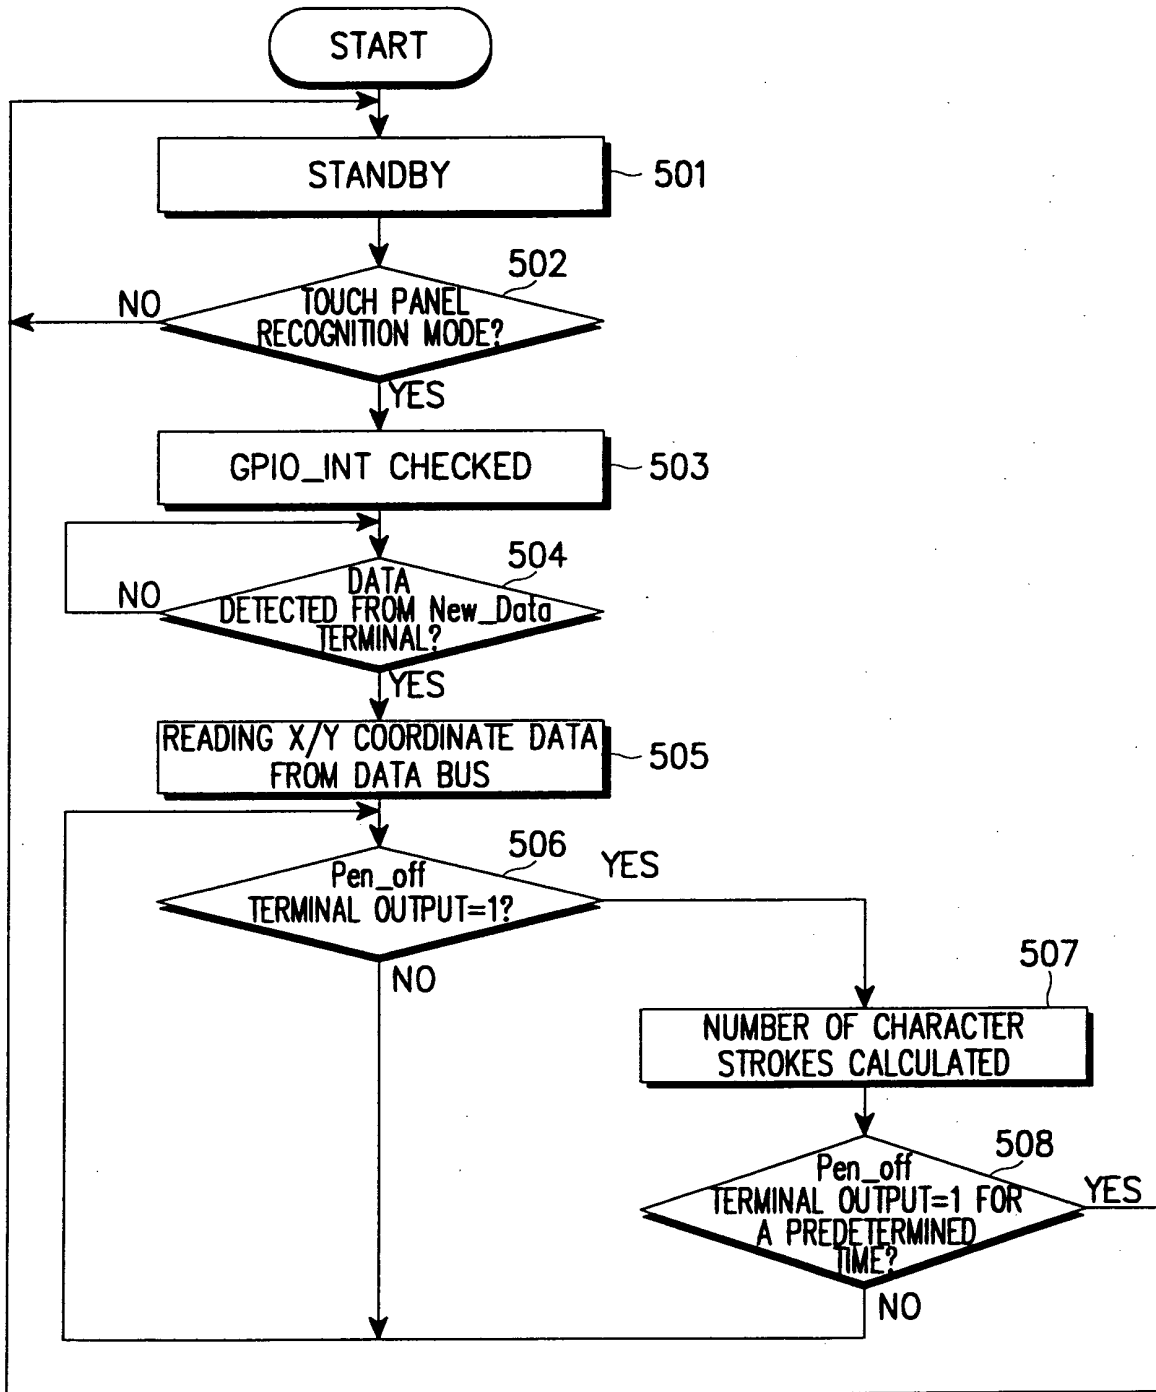 START
STANDBY
501
502
NO
TOUCH PANEL
RECOGNITION MODE?
YES
GPIO_INT CHECKED
503
504
NO
DATA
DETECTED FROM New_Data
TERMINAL?
YES
READING X/Y COORDINATE DATA
FROM DATA BUS
505
506
YES
Pen_off
TERMINAL OUTPUT=1?
NO
507
NUMBER OF CHARACTER
STROKES CALCULATED
508
YES
Pen_off
TERMINAL OUTPUT=1 FOR
A PREDETERMINED
TIME?
NO